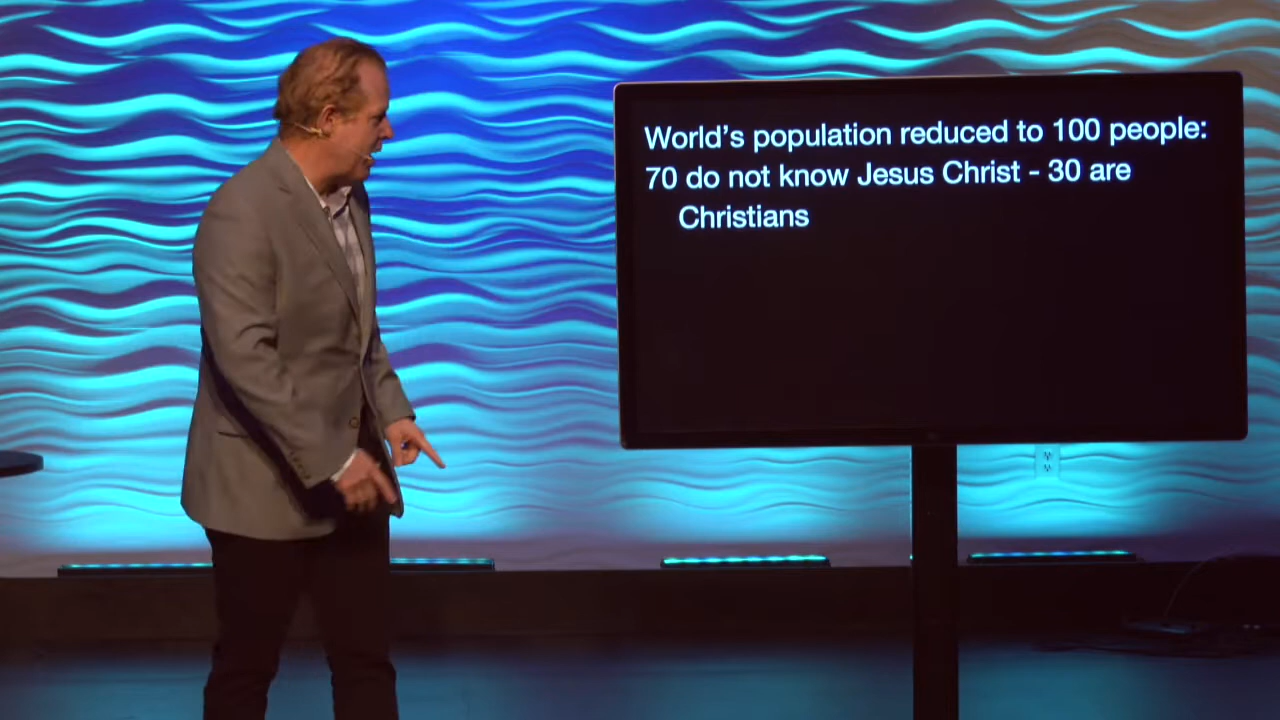 World’s population reduced to 100 people:
70 do not know Jesus Christ - 30 are
Christians